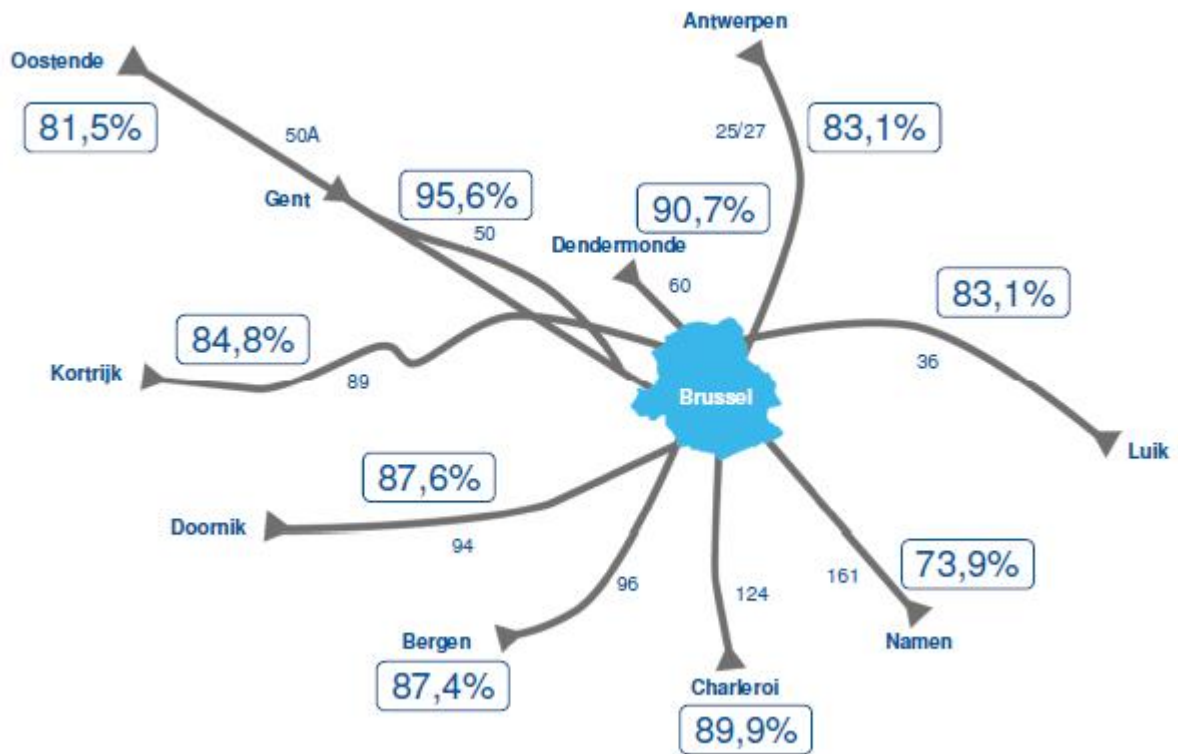 Antwerpen
Oostende
81,5%
50A
25/27
83,1%
Gent
95,6%
50
90,7%
Dendermonde
60
83,1%
36
84,8%
Kortrijk
89
Brussel
Luik
87,6%
Doornik
94
96
124
161
73,9%
Bergen
87,4%
Namen
Charleroi
89,9%